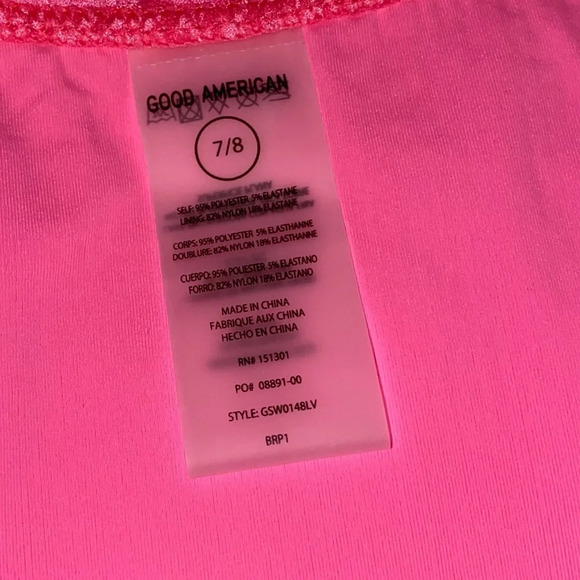 GOOD AMERICAN
7/8
SELF: 95% POLYESTER 5% ELASTANE
LINING: 82% NYLON 18% ELASTANE
CORPS: 95% POLYESTER 5% ELASTHANNE
DOUBLURE: 82% NYLON 18% ELASTHANNE
CUERPO: 95% POLIESTER 5% ELASTANO
FORRO: 82% NYLON 18% ELASTANO
MADE IN CHINA
FABRIQUE AUX CHINA
HECHO EN CHINA
RN# 151301
PO# 08891-00
STYLE: GSW0148LV
BRP1